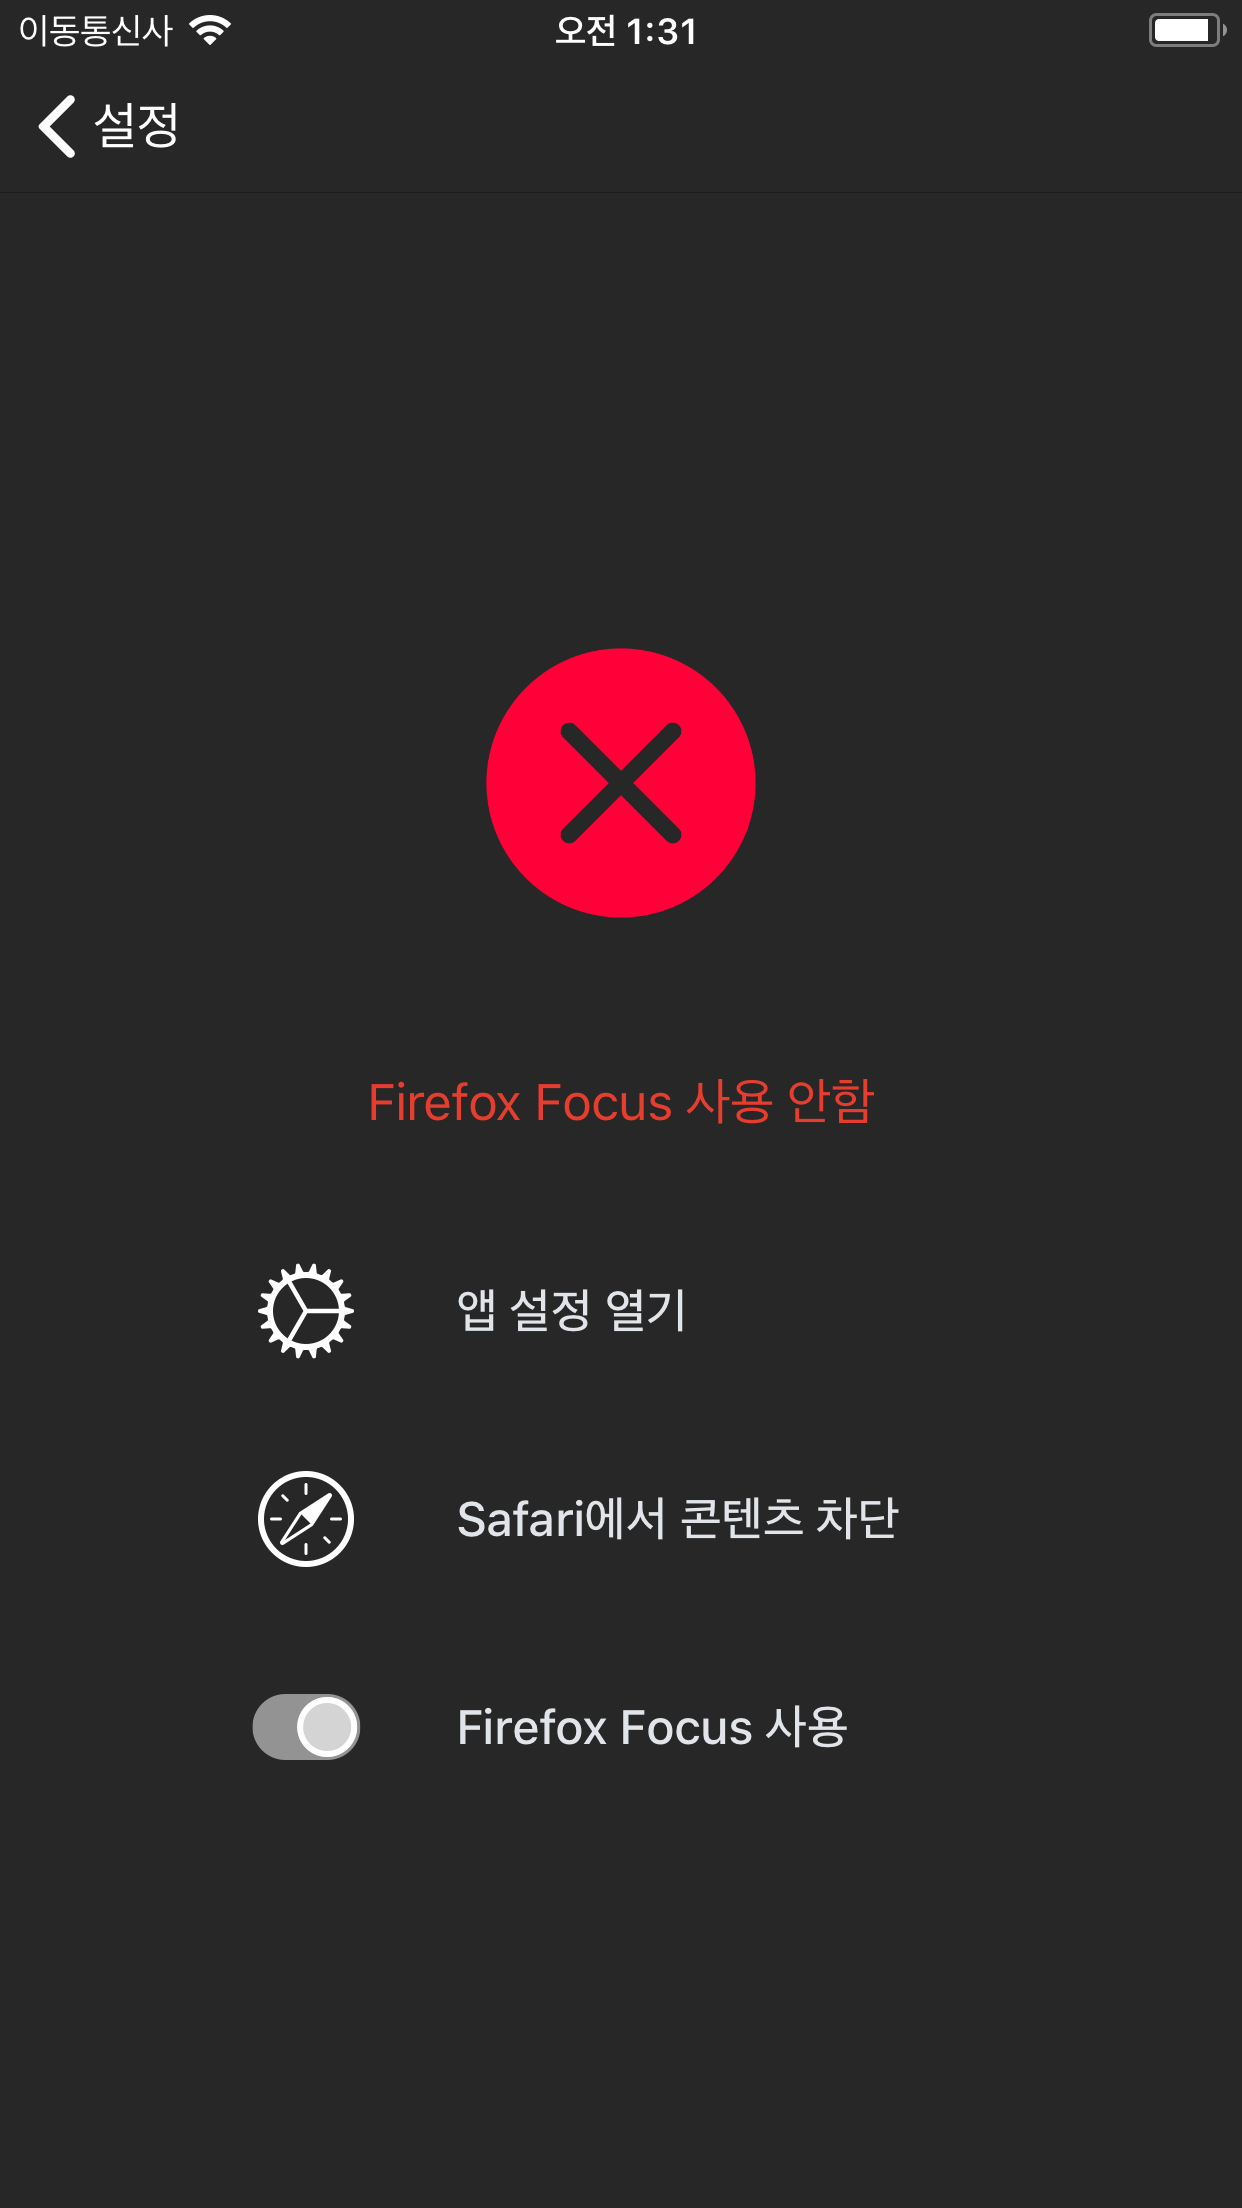 이동통신사
오전 1:31
설정
Firefox Focus 사용 안함
앱 설정 열기
Safari에서 콘텐츠 차단
Firefox Focus 사용